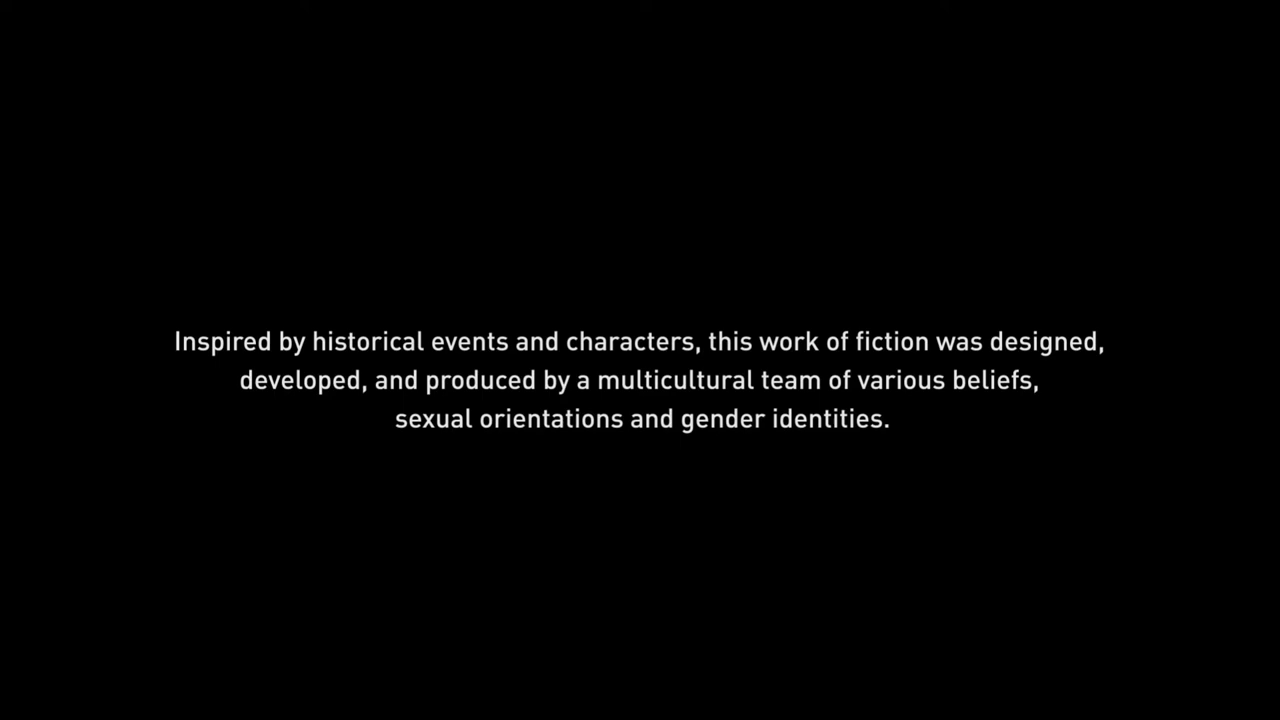 Inspired by historical events and characters, this work of fiction was designed,
developed, and produced by a multicultural team of various beliefs,
sexual orientations and gender identities.